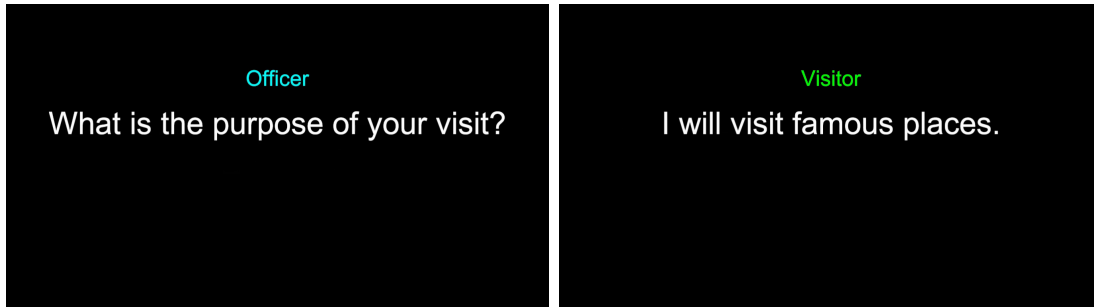 Officer
What is the purpose of your visit?
Visitor
I will visit famous places.